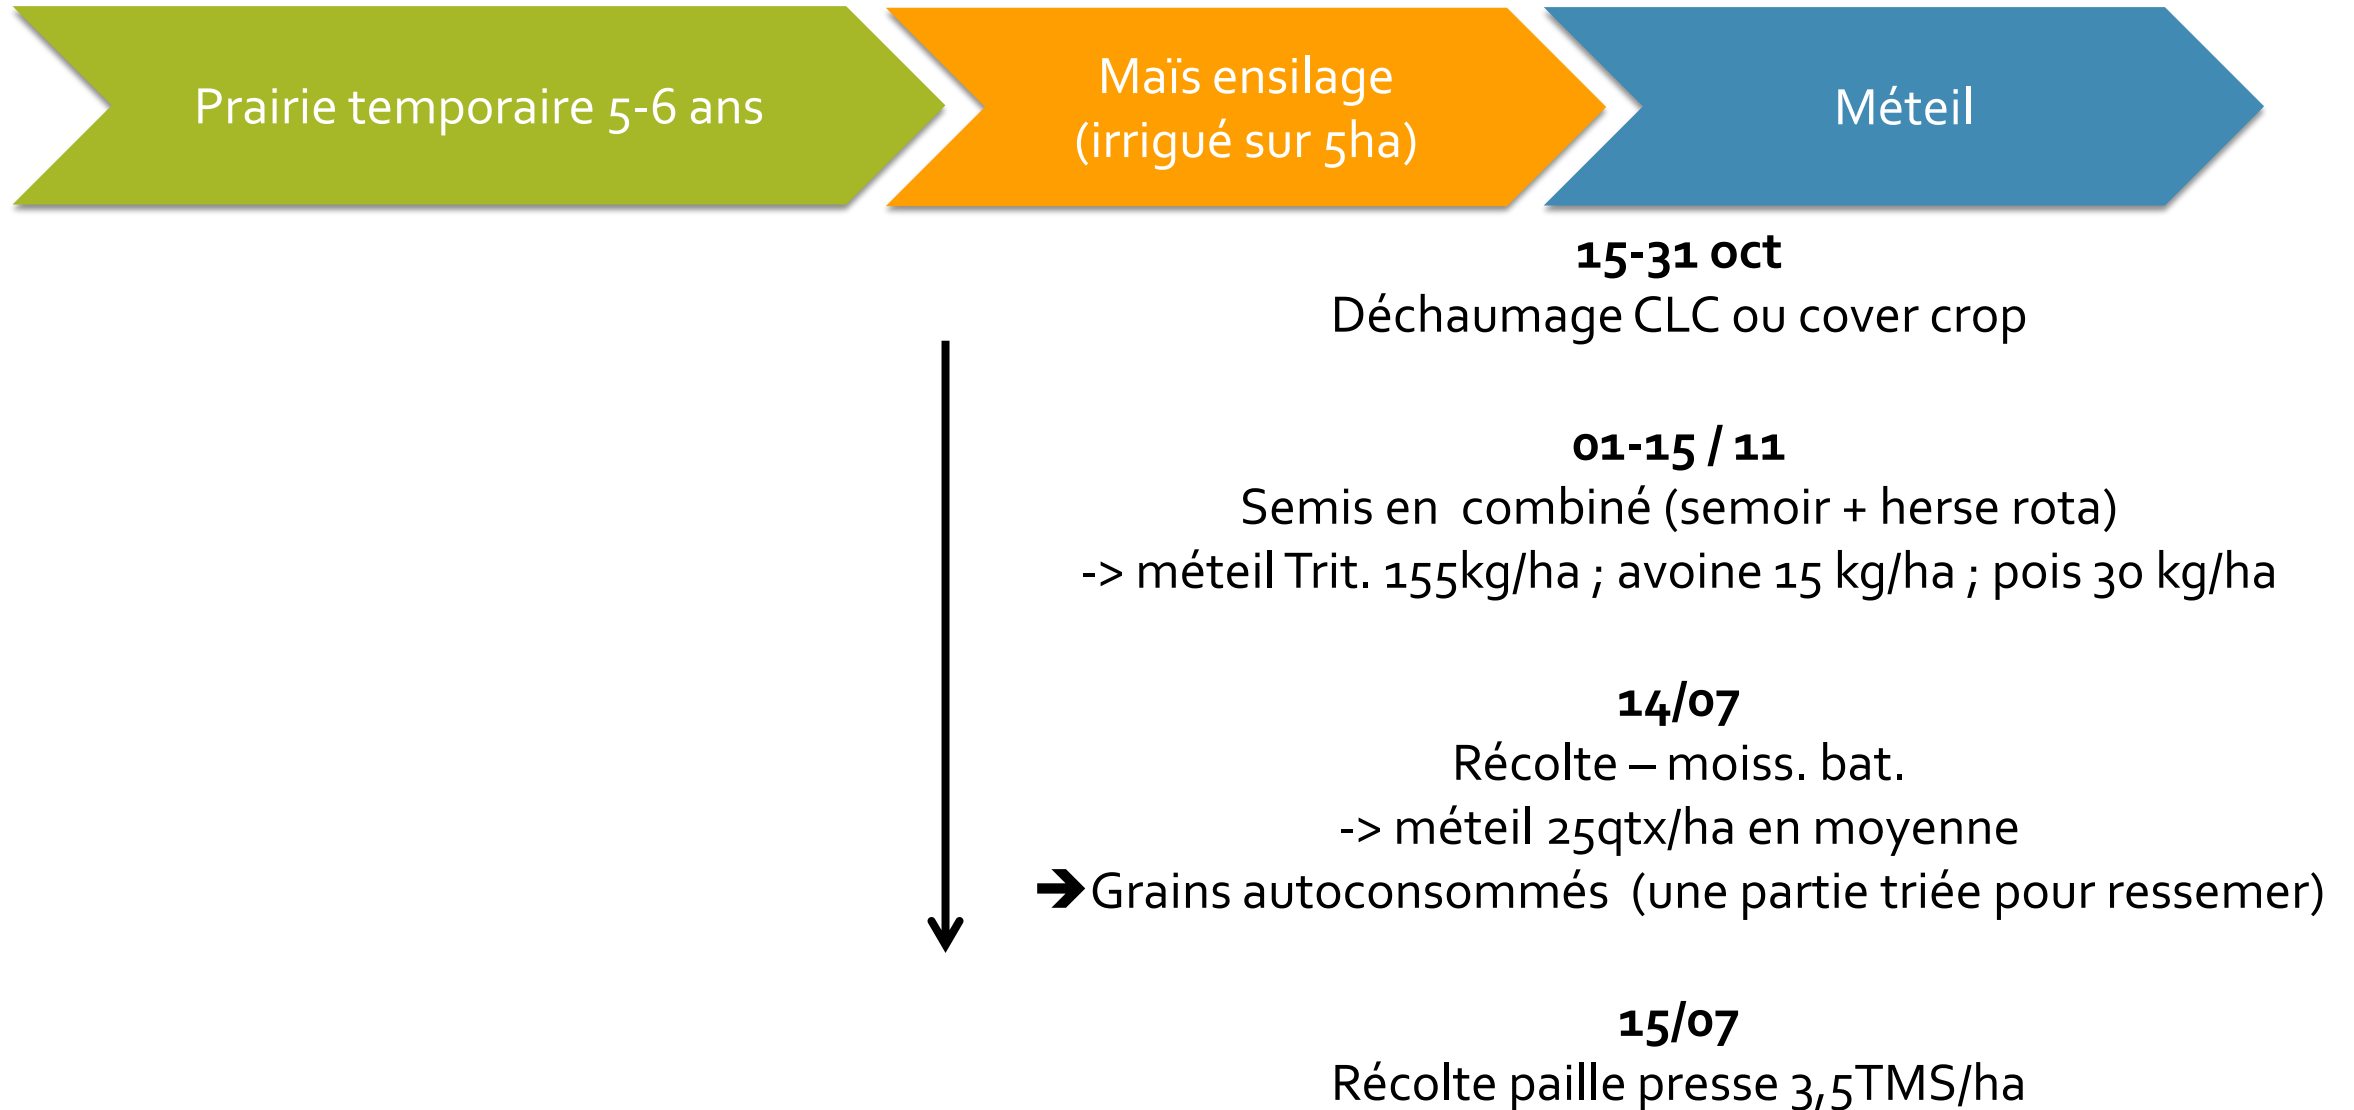 Prairie temporaire 5-6 ans
Maïs ensilage
(irrigué sur 5ha)
Méteil
15-31 oct
Déchaumage CLC ou cover crop
01-15 / 11
Semis en combiné (semoir + herse rota)
-> méteil Trit. 155kg/ha ; avoine 15 kg/ha ; pois 30 kg/ha
14/07
Récolte – moiss. bat.
-> méteil 25qtx/ha en moyenne
➔Grains autoconsommés (une partie triée pour ressemer)
15/07
Récolte paille presse 3,5TMS/ha